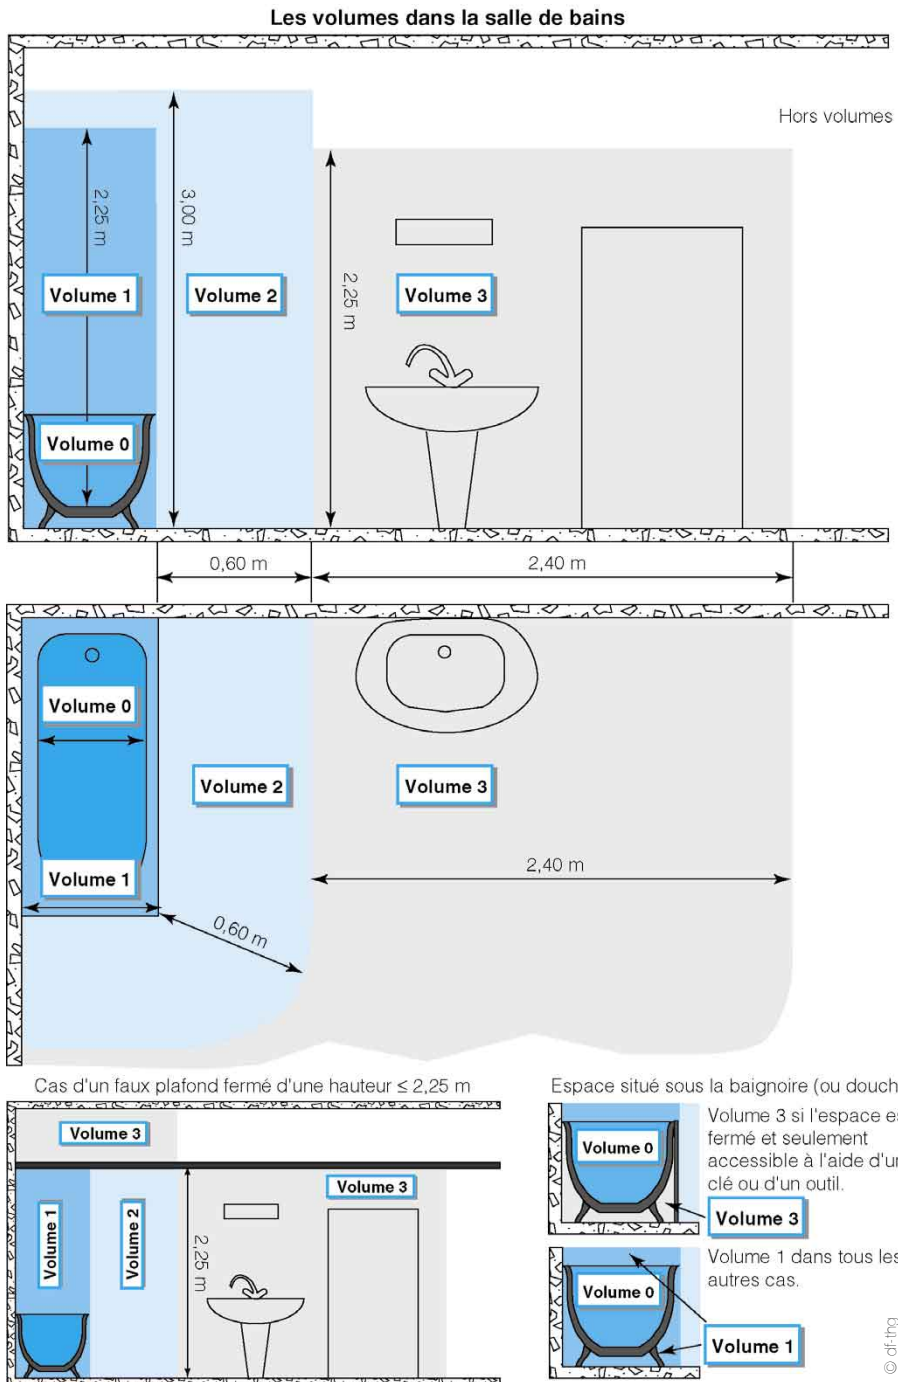 Les volumes dans la salle de bains
Hors volumes
2,25 m
3,00 m
2,25 m
Volume 1
Volume 2
Volume 3
Volume 0
0,60 m
2,40 m
Volume 0
Volume 2
Volume 3
Volume 1
2,40 m
0,60 m
Cas d'un faux plafond fermé d'une hauteur ≤ 2,25 m
Volume 3
Volume 3
Volume 1
Volume 2
2,25 m
Espace situé sous la baignoire (ou douch
Volume 0
Volume 3 si l'espace es
fermé et seulement
accessible à l'aide d'un
clé ou d'un outil.
Volume 3
Volume 0
Volume 1 dans tous les
autres cas.
Volume 1
© df-thg